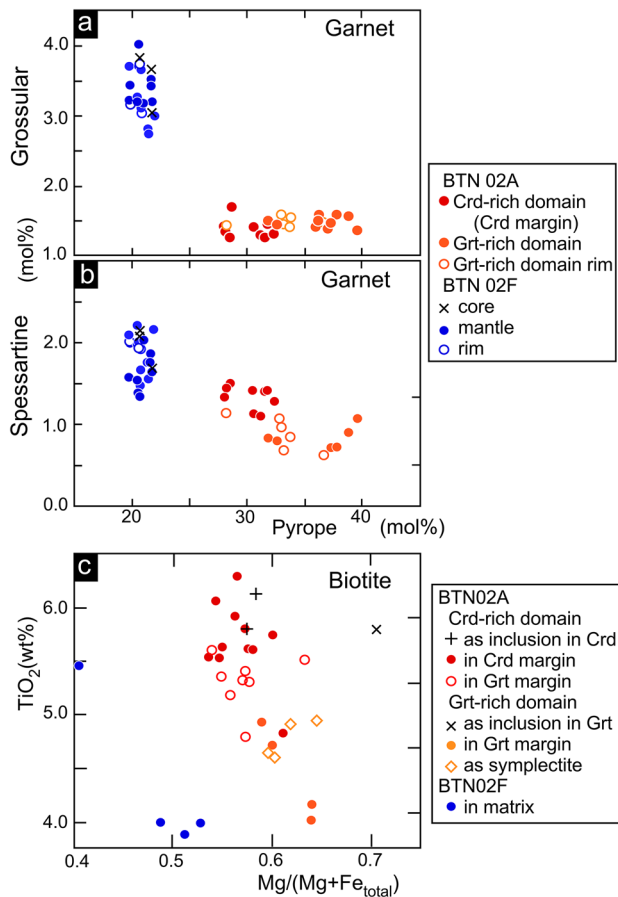 a
Garnet
4.0
3.0
2.0
1.0
Grossular
(mol%)
b
Garnet
2.0
1.0
0.0
Spessartine
20
30
40
Pyrope
(mol%)
BTN 02A
Crd-rich domain
(Crd margin)
Grt-rich domain
Grt-rich domain rim
BTN 02F
core
mantle
rim
c
Biotite
6.0
5.0
4.0
TiO2(wt%)
0.4
0.5
0.6
0.7
Mg/(Mg+Fetotal)
BTN02A
Crd-rich domain
as inclusion in Crd
in Crd margin
in Grt margin
Grt-rich domain
as inclusion in Grt
in Grt margin
as symplectite
BTN02F
in matrix